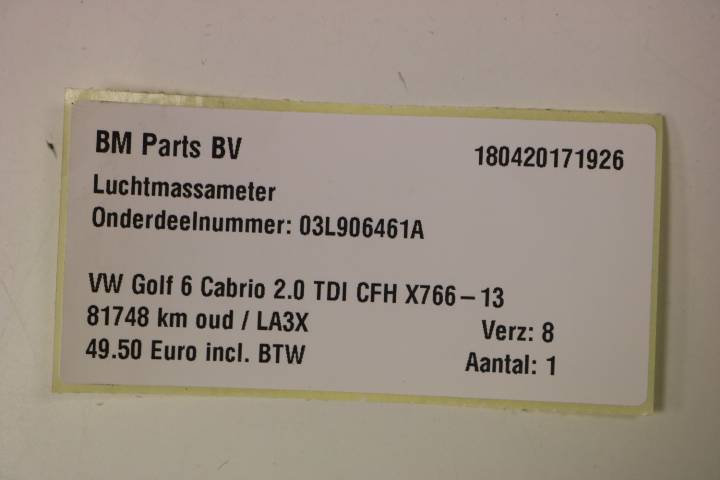 BM Parts BV 180420171926
Luchtmassameter
Onderdeelnummer: 03L906461A
VW Golf 6 Cabrio 2.0 TDI CFH X766-13
81748 km oud / LA3X Verz: 8
49.50 Euro incl. BTW Aantal: 1